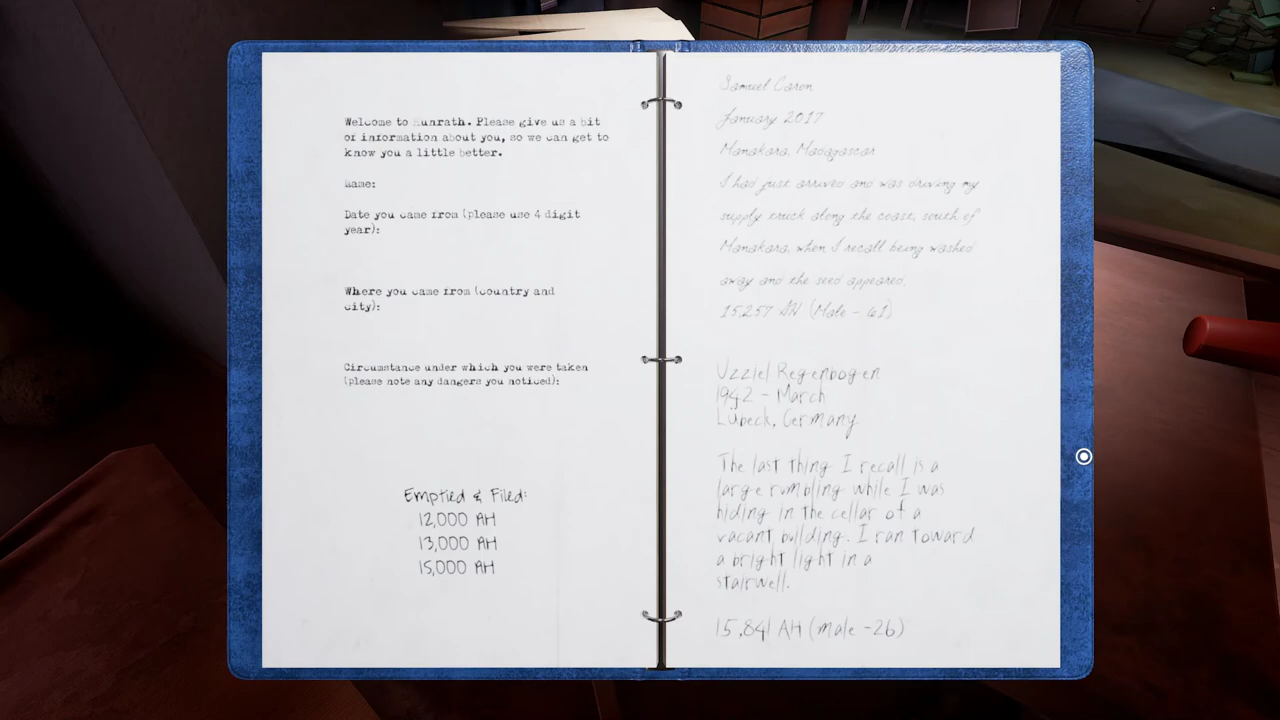 Welcome to Hunrath. Please give us a bit
of information about you, so we can get to
know you a little better.
Name:
Date you came from (please use 4 digit
year):
Where you came from (country and
city):
Circumstance under which you were taken
(please note any dangers you noticed):
Emptied & Filed:
12,000 AH
13,000 AH
15,000 AH
Samuel Caron
January 2017
Manakara, Madagascar
I had just arrived and was driving my
supply truck along the coast, south of
Manakara, when I recall being washed
away and the seed appeared.
15257 AH (Male - 61)
Uzziel Regenbogen
1942 - March
Lübeck, Germany
The last thing I recall is a
large rumbling while I was
hiding in the cellar of a
vacant building. I ran toward
a bright light in a
stairwell.
15,841 AH (male -26)